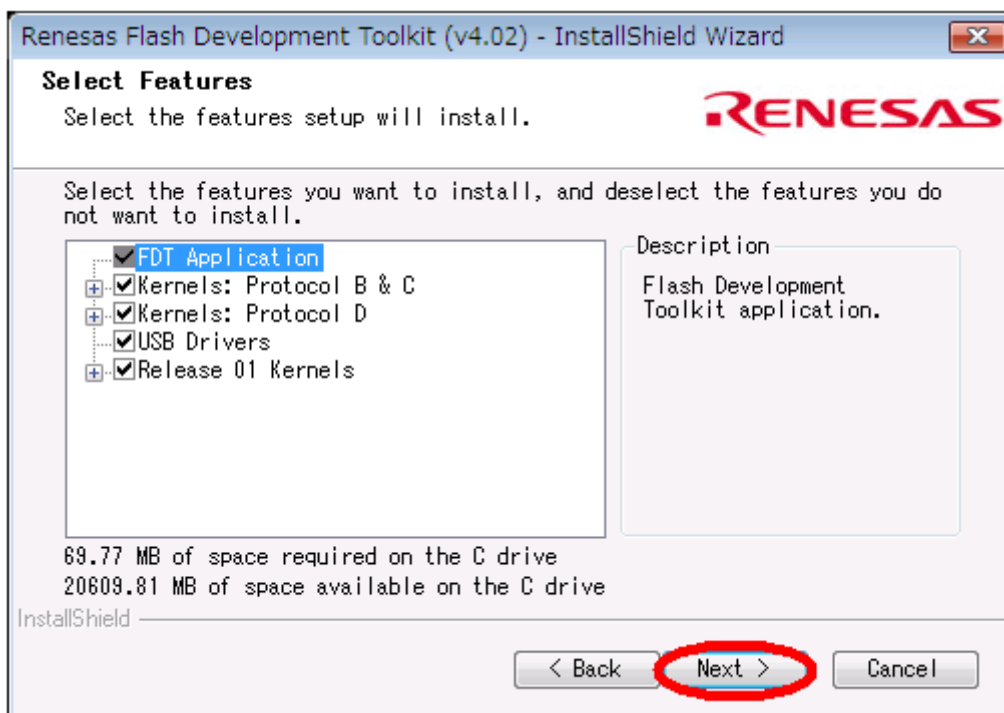 Renesas Flash Development Toolkit (v4.02) - InstallShield Wizard
Select Features
Select the features setup will install.
RENESAS
Select the features you want to install, and deselect the features you do
not want to install.
FDT Application
Kernels: Protocol B & C
Kernels: Protocol D
USB Drivers
Release 01 Kernels
Description
Flash Development
Toolkit application.
69.77 MB of space required on the C drive
20609.81 MB of space available on the C drive
InstallShield
< Back
Next >
Cancel